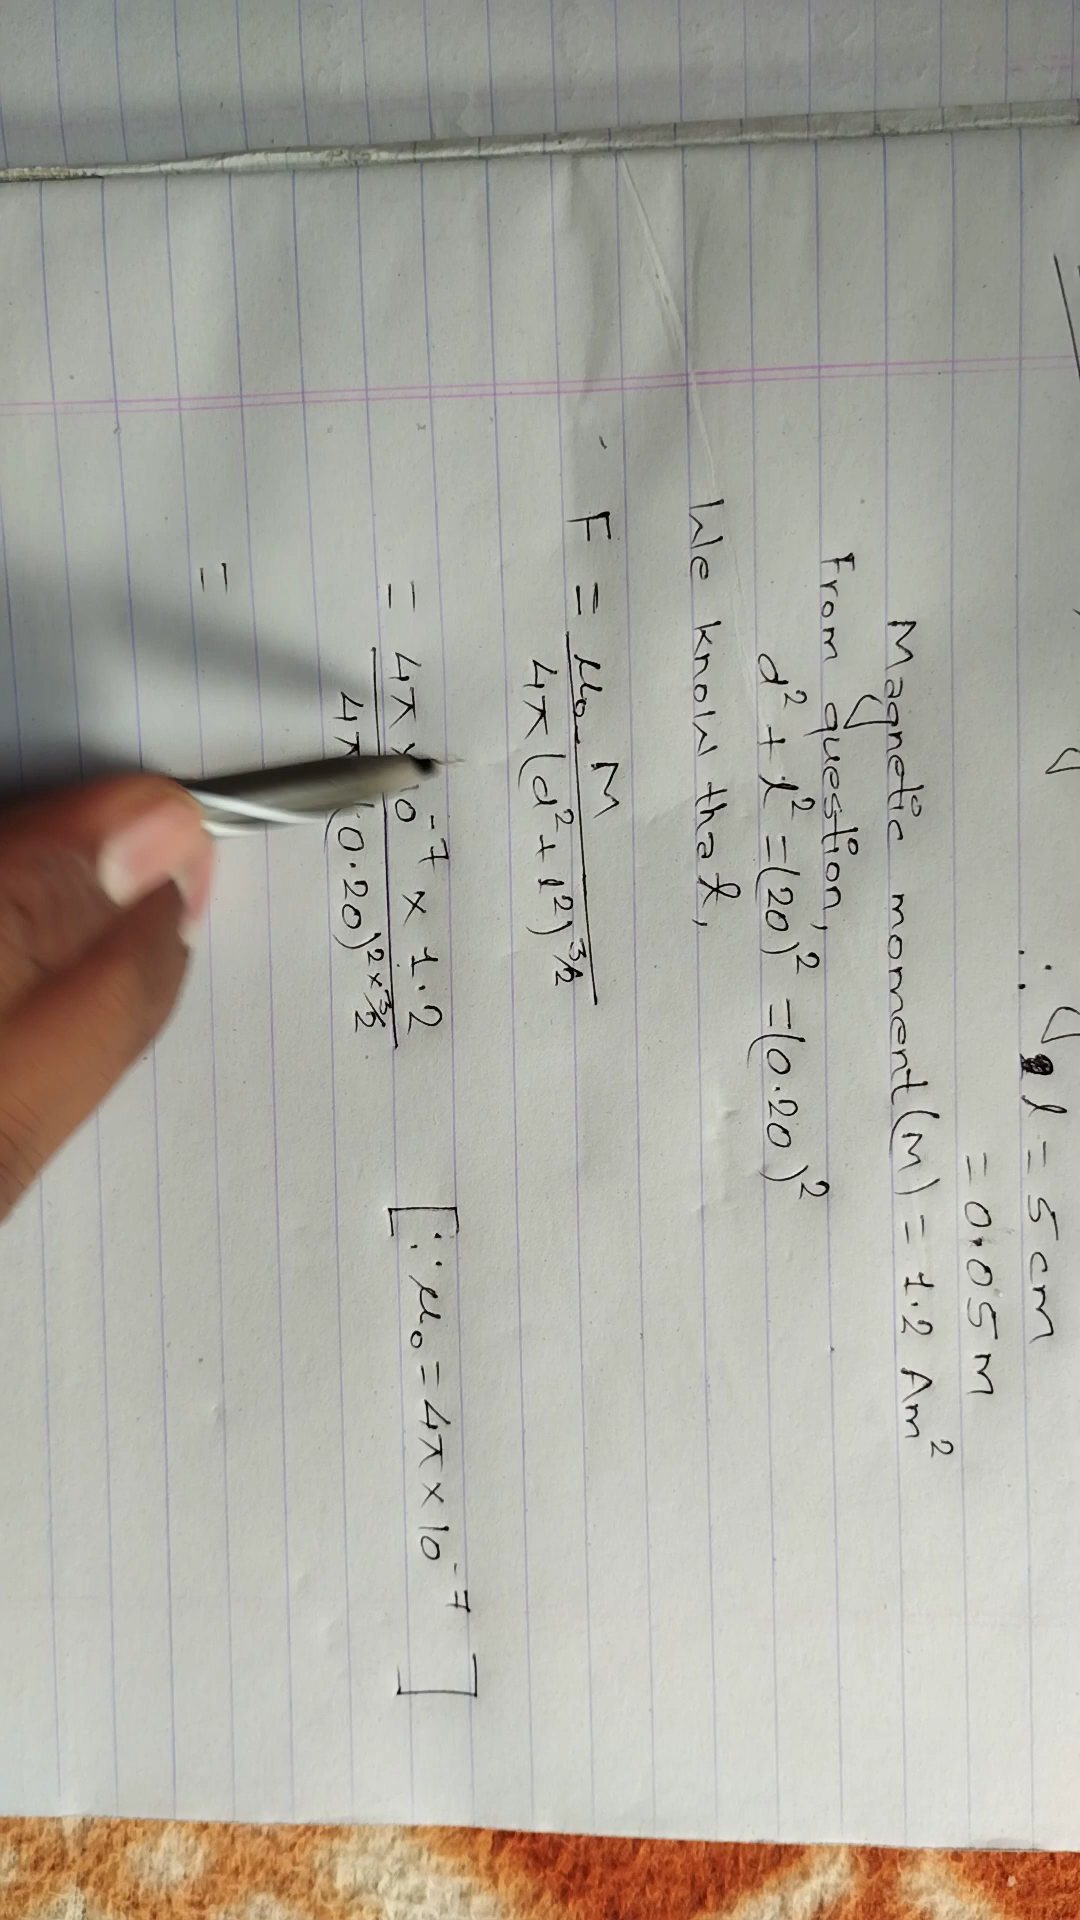 ∴ l = 5 cm
= 0.05 m
Magnetic moment (M) = 1.2 Am²
From question,
d² + l² = (20)² = (0.20)²
We know that,
F = μ₀ M / 4π (d² + l²)^3/2
= 4π × 10⁻⁷ × 1.2 / 4π (0.20)^2×3/2 [∵ μ₀ = 4π × 10⁻⁷]
=